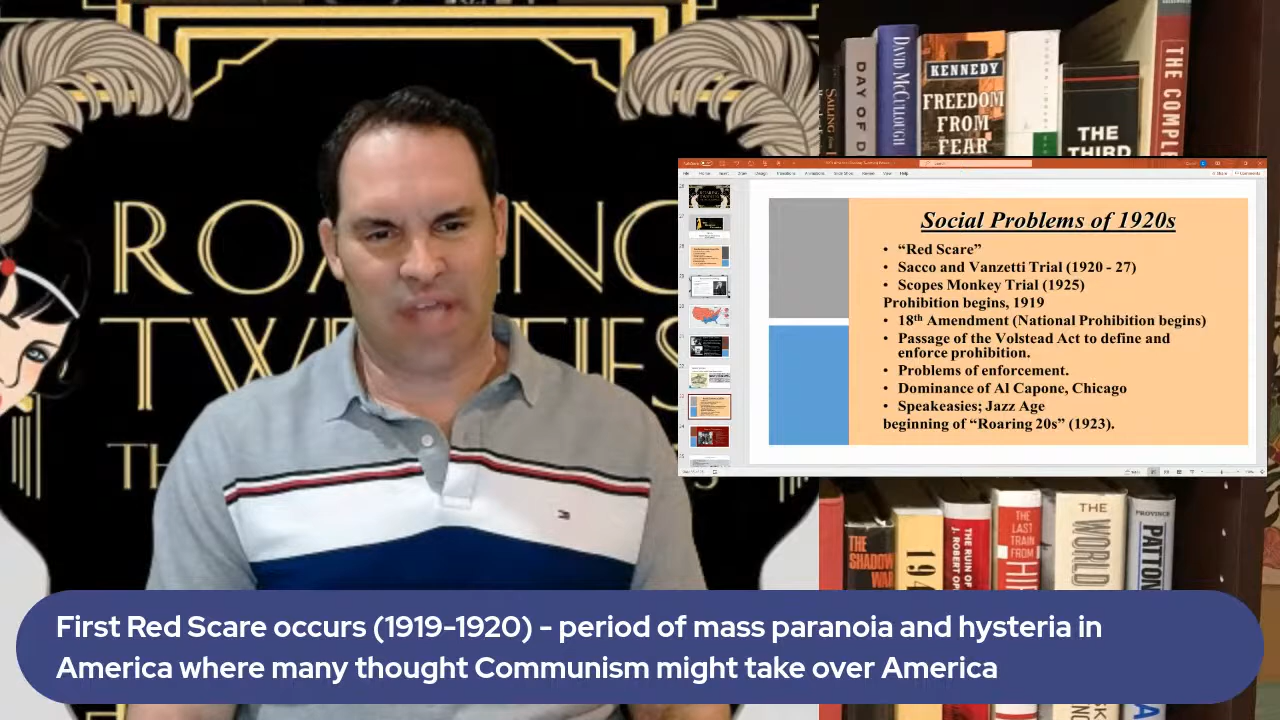 ROARING
TWENTIES
TH
DAY OF D
DAVID McCULLOUGH
KENNEDY
FREEDOM
FROM
FEAR
THE
THIRD
THE COMPLE
Social Problems of 1920s
• “Red Scare”
• Sacco and Vanzetti Trial (1920 - 27)
• Scopes Monkey Trial (1925)
Prohibition begins, 1919
• 18th Amendment (National Prohibition begins)
• Passage of the Volstead Act to define and
enforce prohibition.
• Problems of enforcement.
• Dominance of Al Capone, Chicago
• Speakeasies; Jazz Age
beginning of “Roaring 20s” (1923).
THE
SHADOW
WAR
194
THE RUIN OF
J. ROBERT OP
THE
LAST
TRAIN
FROM
HI
THE
WORLD
PROVINCE
PATTON
First Red Scare occurs (1919-1920) - period of mass paranoia and hysteria in
America where many thought Communism might take over America